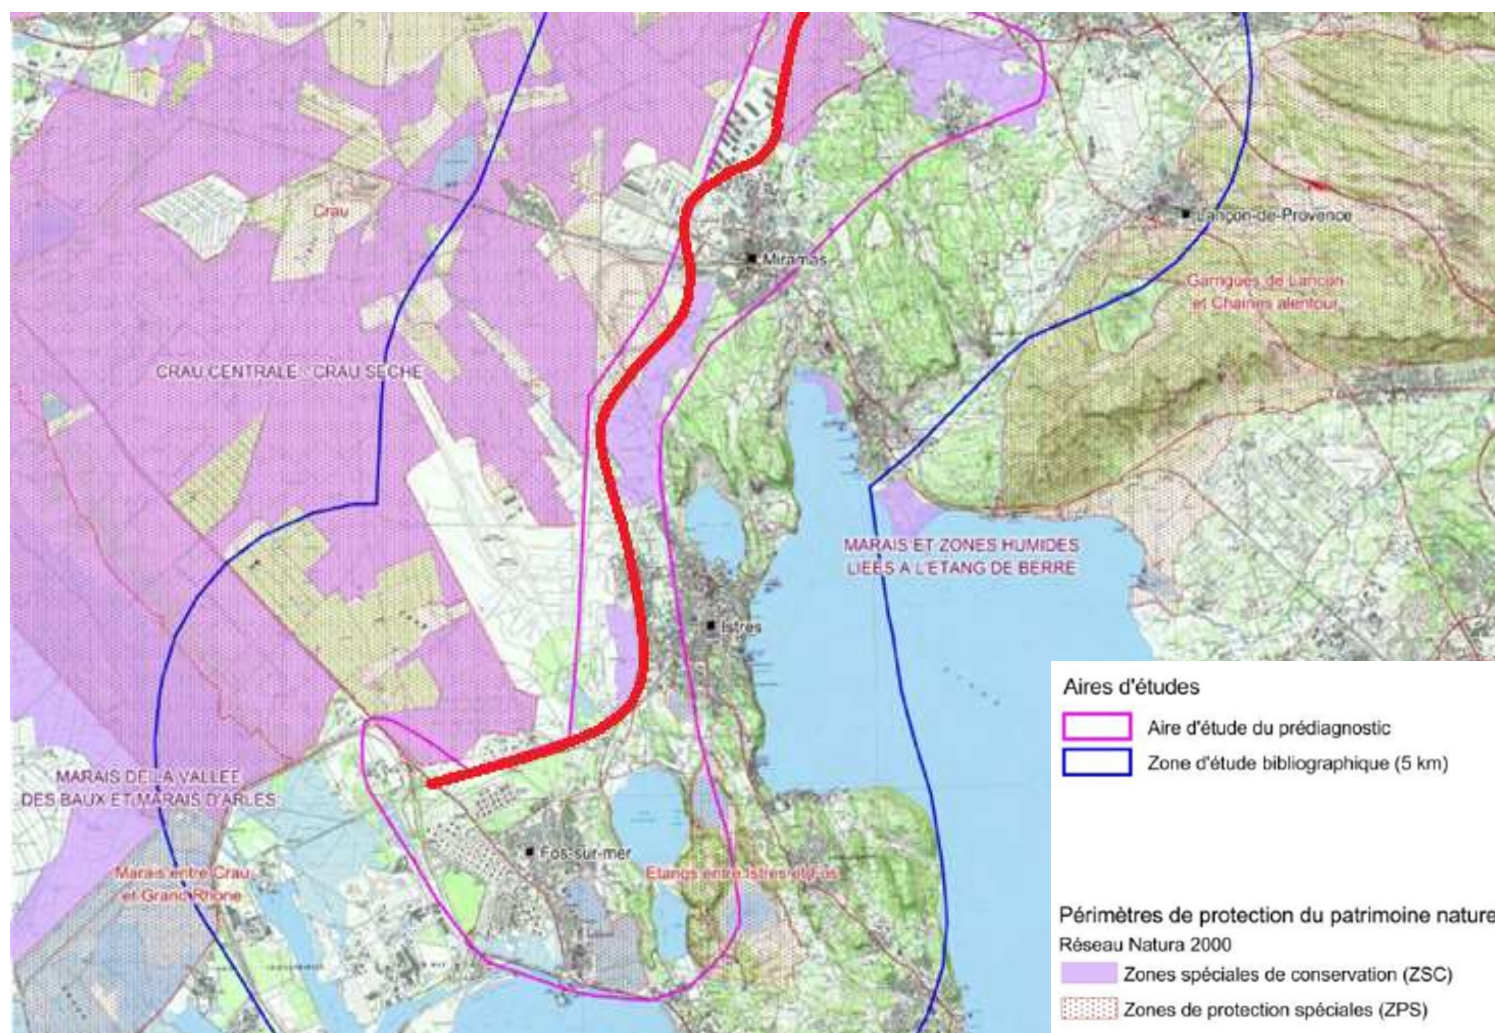 Crau
Lançon-de-Provence
Miramas
Garrigues de Lançon
et Chaines alentour
CRAU CENTRALE - CRAU SECHE
MARAIS ET ZONES HUMIDES
LIEES A L'ETANG DE BERRE
Istres
Aires d'études
Aire d'étude du prédiagnostic
Zone d'étude bibliographique (5 km)
MARAIS DE LA VALLEE
DES BAUX ET MARAIS D'ARLES
Fos-sur-mer
Marais entre Crau
et Grand Rhone
Etangs entre Istres et Fos
Périmètres de protection du patrimoine nature
Réseau Natura 2000
Zones spéciales de conservation (ZSC)
Zones de protection spéciales (ZPS)